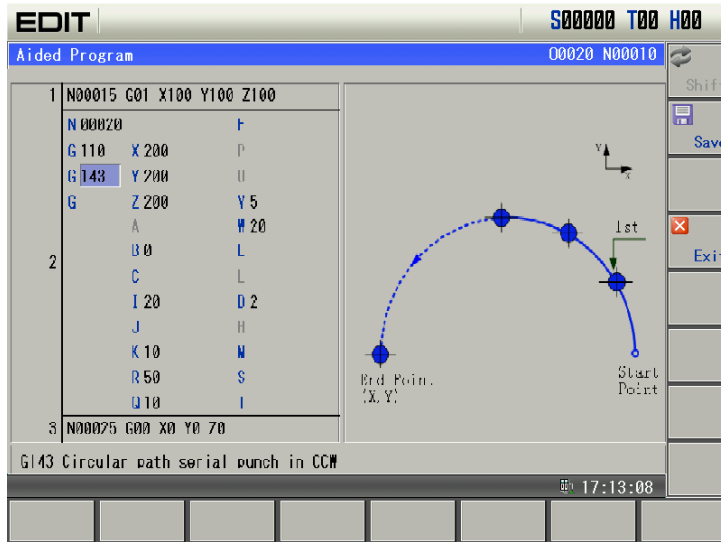 EDIT S00000 T00 H00
Aided Program O0020 N00010
Shif
1 N00015 G01 X100 Y100 Z100
Save
N 00020 F
G 110 X 200 P
G 143 Y 200 U
G Z 200 V 5
A W 20
B 0 L
2 C L
I 20 D 2
J H
K 10 M
R 50 S
Q 10 T
3 N00025 G00 X0 Y0 Z0
Y
X
1st
Exit
Start
Point
End Point
(X, Y)
G143 Circular path serial punch in CCW
17:13:08